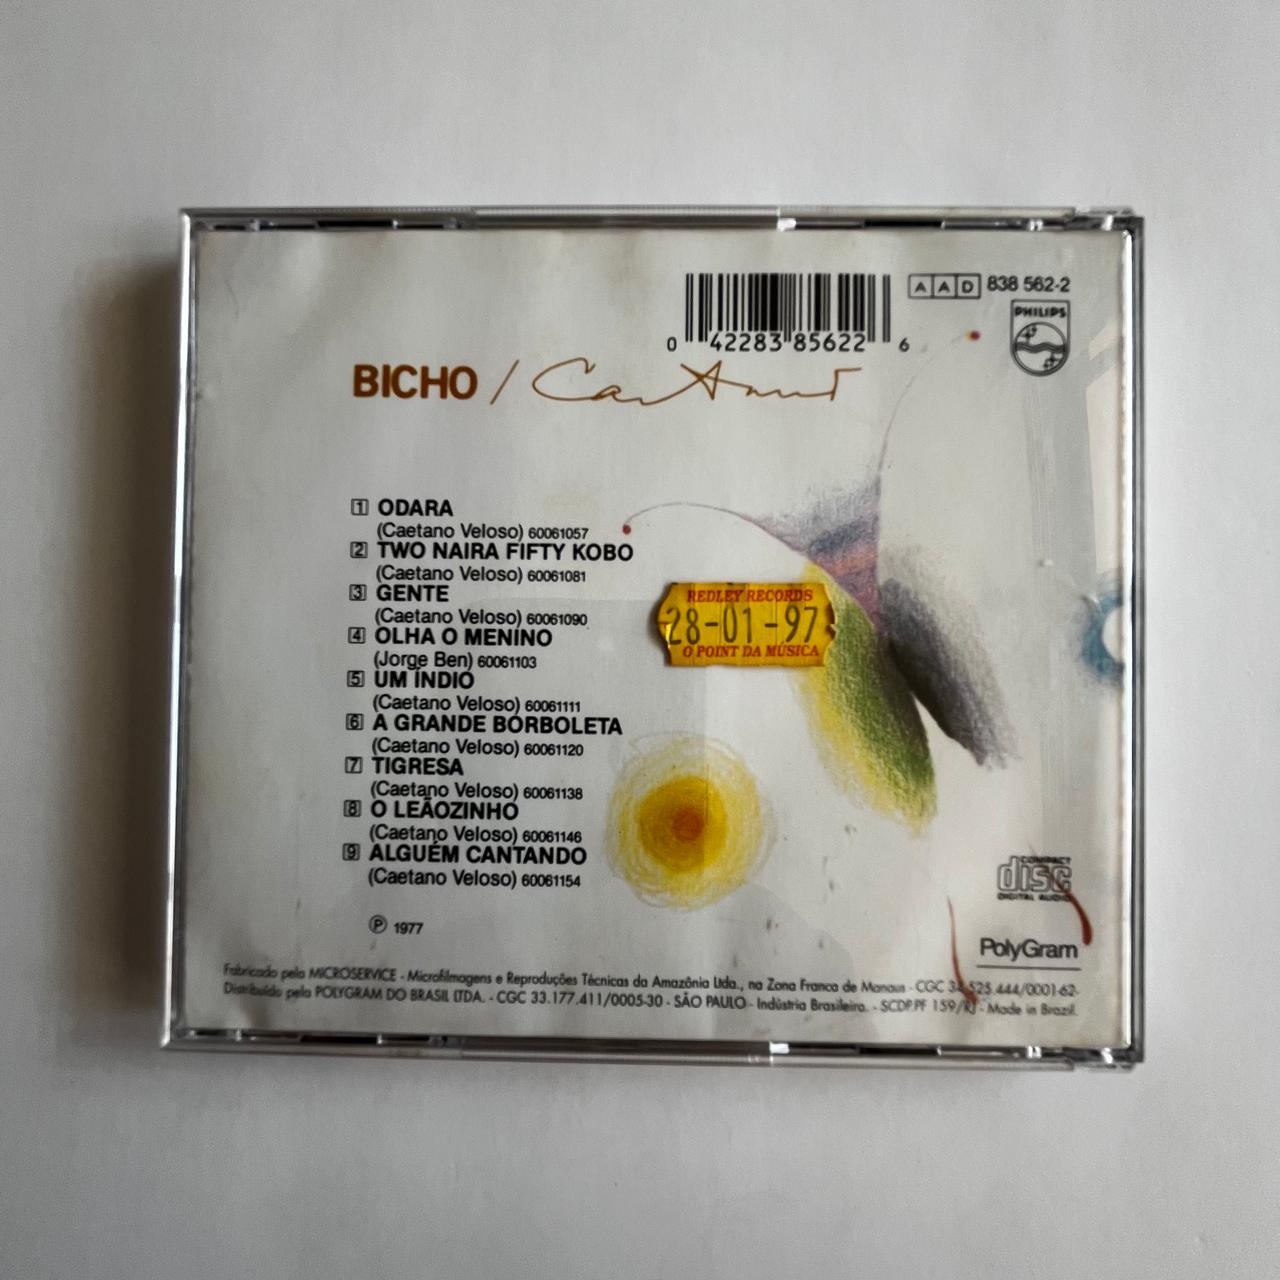 AAD 838 562-2
PHILIPS
0 42283 85622 6
BICHO / Caetano
1 ODARA
(Caetano Veloso) 60061057
2 TWO NAIRA FIFTY KOBO
(Caetano Veloso) 60061081
3 GENTE
(Caetano Veloso) 60061090
4 OLHA O MENINO
(Jorge Ben) 60061103
5 UM ÍNDIO
(Caetano Veloso) 60061111
6 A GRANDE BORBOLETA
(Caetano Veloso) 60061120
7 TIGRESA
(Caetano Veloso) 60061138
8 O LEÃOZINHO
(Caetano Veloso) 60061146
9 ALGUÉM CANTANDO
(Caetano Veloso) 60061154
REDLEY RECORDS
28-01-97
O POINT DA MÚSICA
℗ 1977
COMPACT
disc
DIGITAL AUDIO
PolyGram
Fabricado pela MICROSERVICE - Microfilmagens e Reproduções Técnicas da Amazônia Ltda., na Zona Franca de Manaus - CGC 34.525.444/0001-62.
Distribuído pela POLYGRAM DO BRASIL LTDA. - CGC 33.177.411/0005-30 - SÃO PAULO - Indústria Brasileira. - SCDP.PF 159/RJ - Made in Brazil.